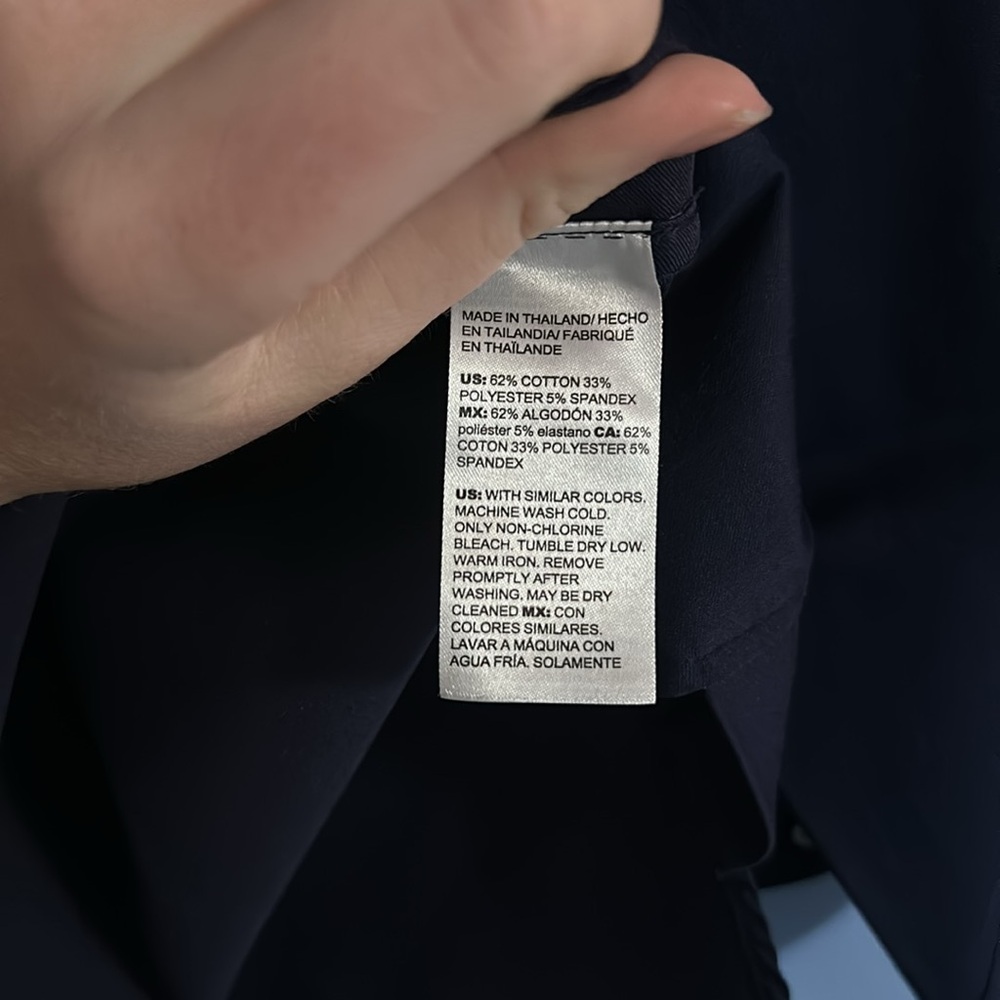 MADE IN THAILAND/ HECHO
EN TAILANDIA/ FABRIQUÉ
EN THAÏLANDE
US: 62% COTTON 33%
POLYESTER 5% SPANDEX
MX: 62% ALGODÓN 33%
poliéster 5% elastano CA: 62%
COTON 33% POLYESTER 5%
SPANDEX
US: WITH SIMILAR COLORS.
MACHINE WASH COLD.
ONLY NON-CHLORINE
BLEACH. TUMBLE DRY LOW.
WARM IRON. REMOVE
PROMPTLY AFTER
WASHING. MAY BE DRY
CLEANED MX: CON
COLORES SIMILARES.
LAVAR A MÁQUINA CON
AGUA FRÍA. SOLAMENTE